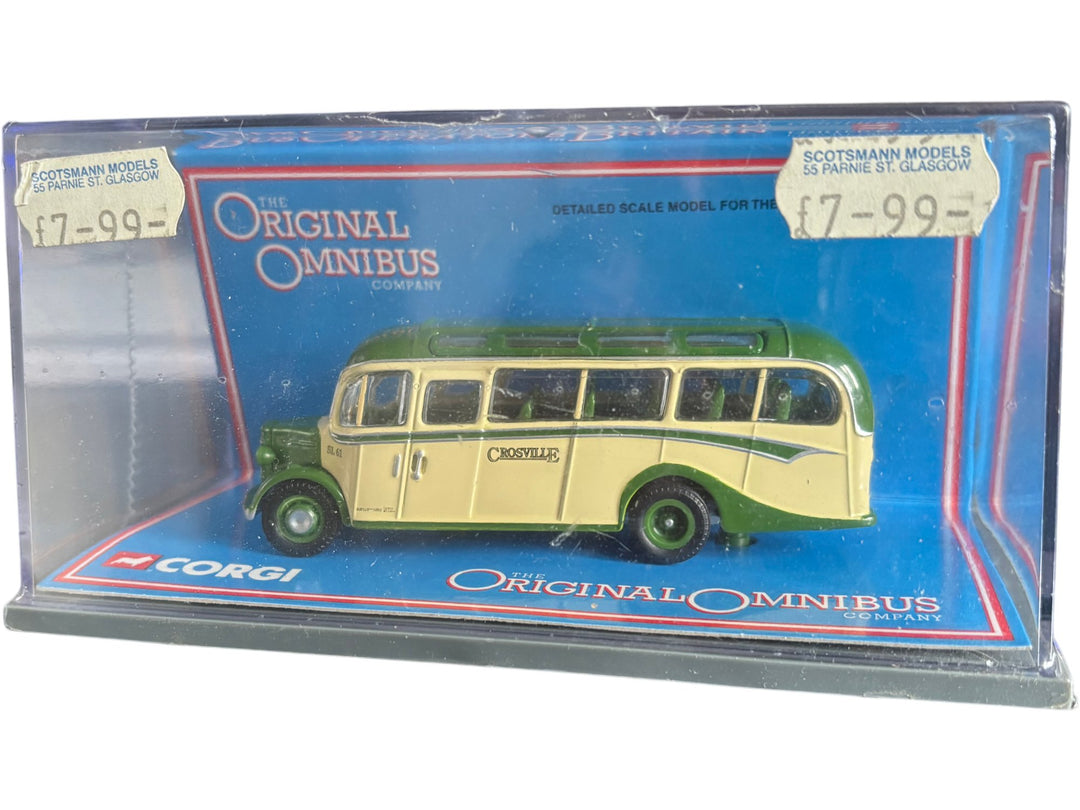 SCOTSMANN MODELS
55 PARNIE ST. GLASGOW
£7-99-
SCOTSMANN MODELS
55 PARNIE ST. GLASGOW
£7-99-
THE
ORIGINAL
OMNIBUS
COMPANY
DETAILED SCALE MODEL FOR THE
SL 61
CROSVILLE
CORGI
THE
ORIGINAL OMNIBUS
COMPANY